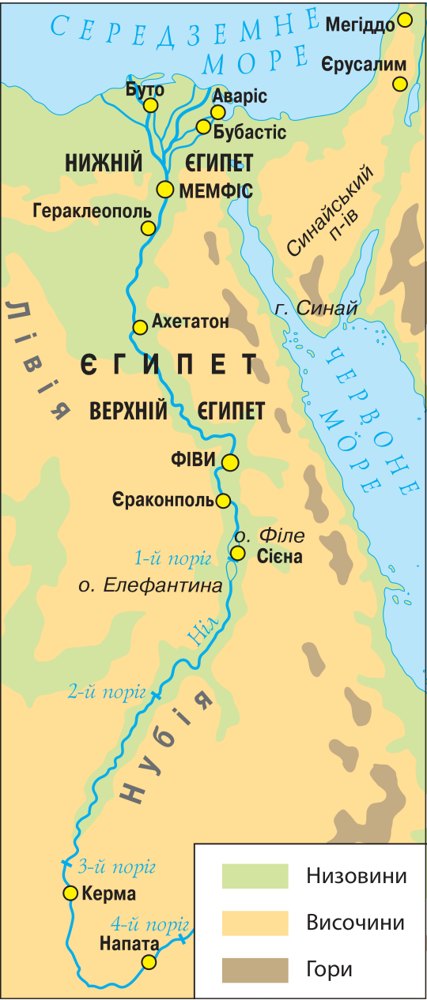 СЕРЕДЗЕМНЕ
МОРЕ
Мегіддо
Єрусалим
Буто
Аваріс
Бубастіс
НИЖНІЙ ЄГИПЕТ
МЕМФІС
Гераклеополь
Синайський
п-ів
г. Синай
Лівія
Ахетатон
ЄГИПЕТ
ЧЕРВОНЕ
МОРЕ
ВЕРХНІЙ ЄГИПЕТ
ФІВИ
Єраконполь
о. Філе
1-й поріг
Сієна
о. Елефантина
Ніл
2-й поріг
Нубія
3-й поріг
Керма
4-й поріг
Напата
Низовини
Височини
Гори